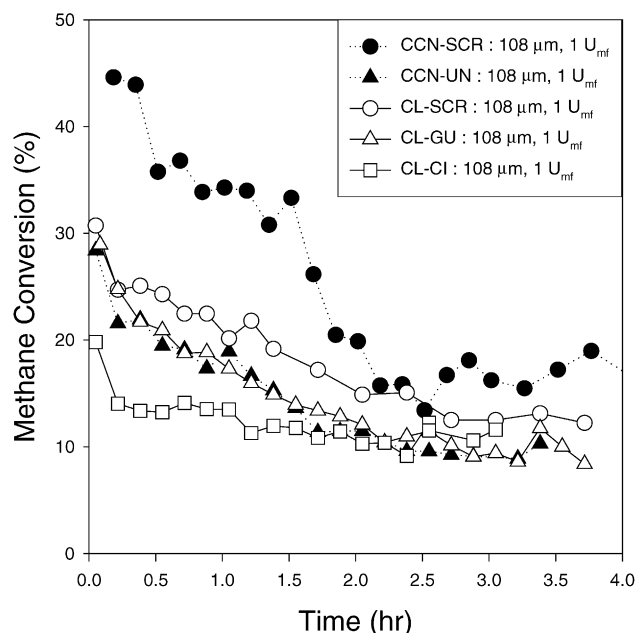 50
40
30
20
10
0
Methane Conversion (%)
CCN-SCR : 108 μm, 1 Umf
CCN-UN : 108 μm, 1 Umf
CL-SCR : 108 μm, 1 Umf
CL-GU : 108 μm, 1 Umf
CL-CI : 108 μm, 1 Umf
0.0 0.5 1.0 1.5 2.0 2.5 3.0 3.5 4.0
Time (hr)